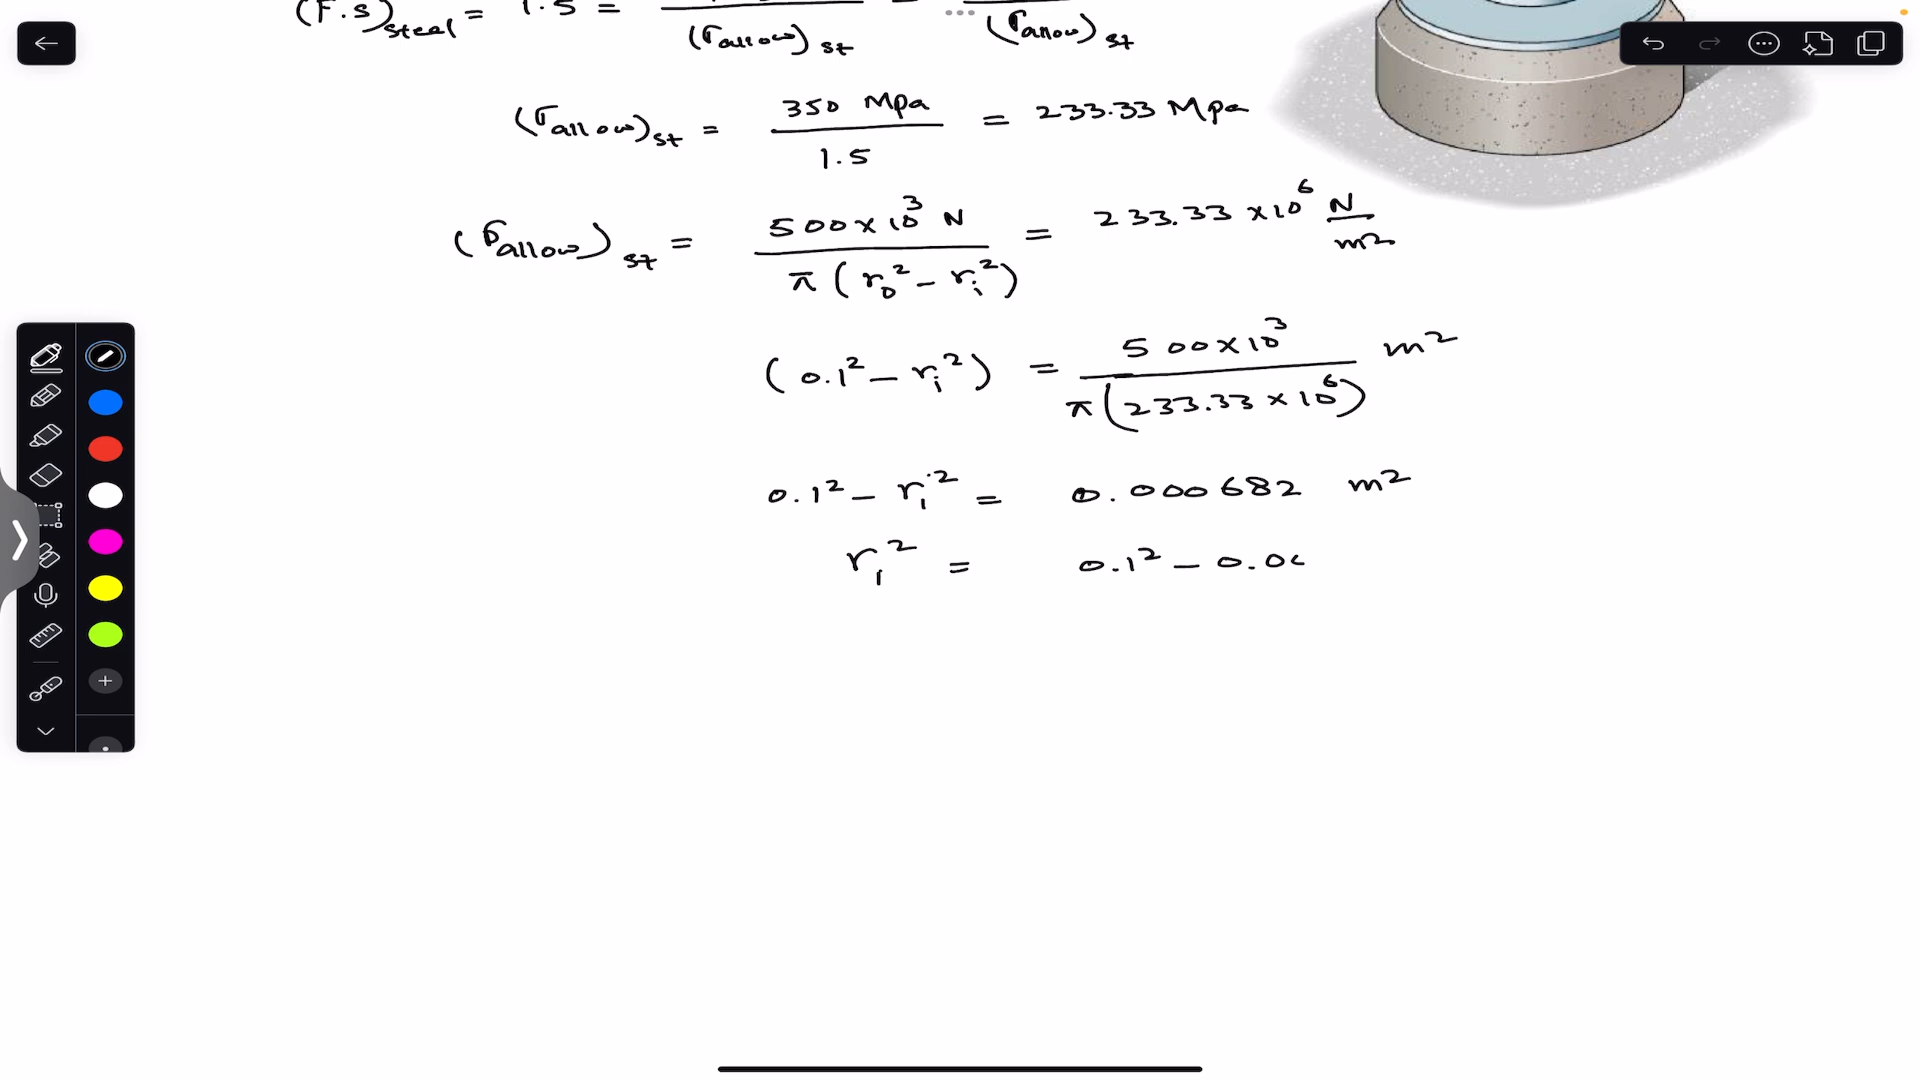 (F.S)steel = 1.5 = (σallow)st = (σallow)st
(σallow)st = 350 Mpa / 1.5 = 233.33 Mpa
(σallow)st = 500 × 10³ N / π (r₀² − rᵢ²) = 233.33 × 10⁶ N / m²
(0.1² − rᵢ²) = 500 × 10³ / π (233.33 × 10⁶) m²
0.1² − rᵢ² = 0.000682 m²
rᵢ² = 0.1² − 0.0